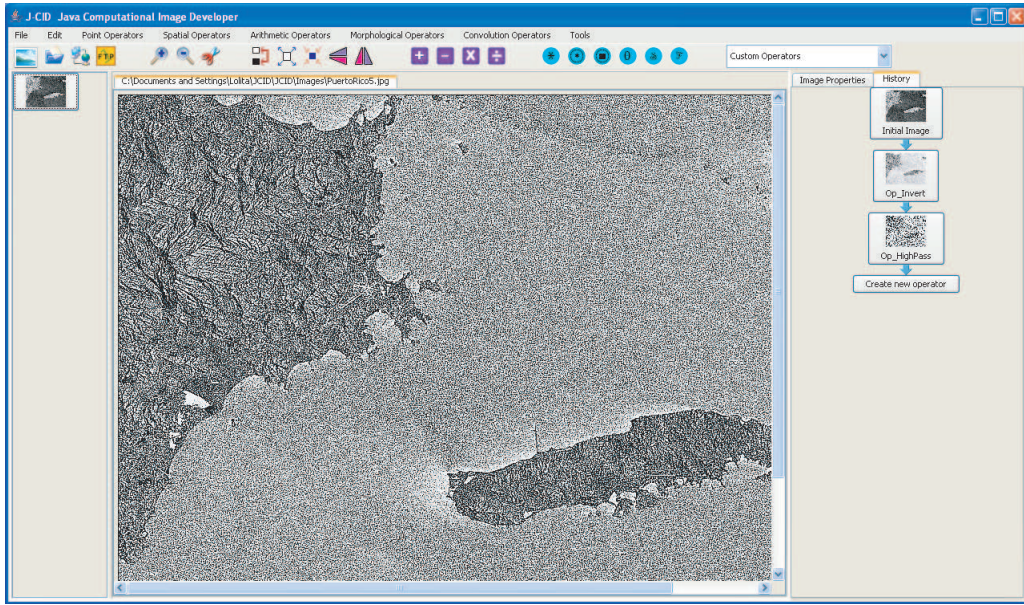 J-CID Java Computational Image Developer
File Edit Point Operators Spatial Operators Arithmetic Operators Morphological Operators Convolution Operators Tools
FTP
Custom Operators
C:\Documents and Settings\Lolita\JCID\JCID\Images\PuertoRico5.jpg
Image Properties History
Initial Image
Op_Invert
Op_HighPass
Create new operator